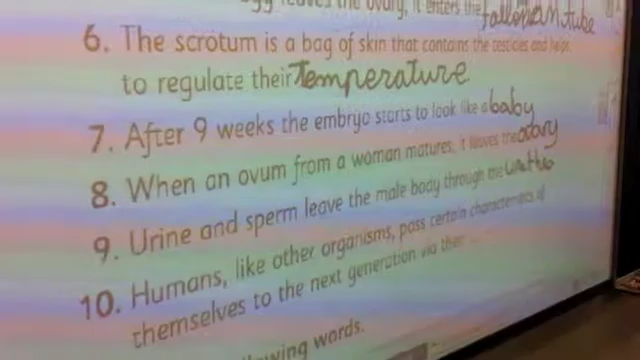 leaves the ovary, it enters the fallopian tube
6. The scrotum is a bag of skin that contains the testicles and helps
to regulate their Temperature
7. After 9 weeks the embryo starts to look like a baby
8. When an ovum from a woman matures, it leaves the ovary
9. Urine and sperm leave the male body through the
10. Humans, like other organisms, pass certain characteristics of
themselves to the next generation via their
words.